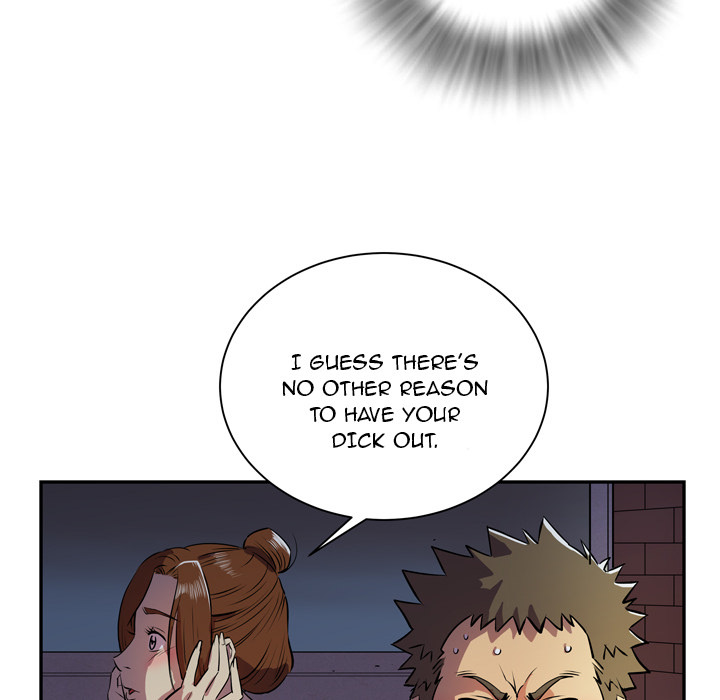 I GUESS THERE'S
NO OTHER REASON
TO HAVE YOUR
DICK OUT.